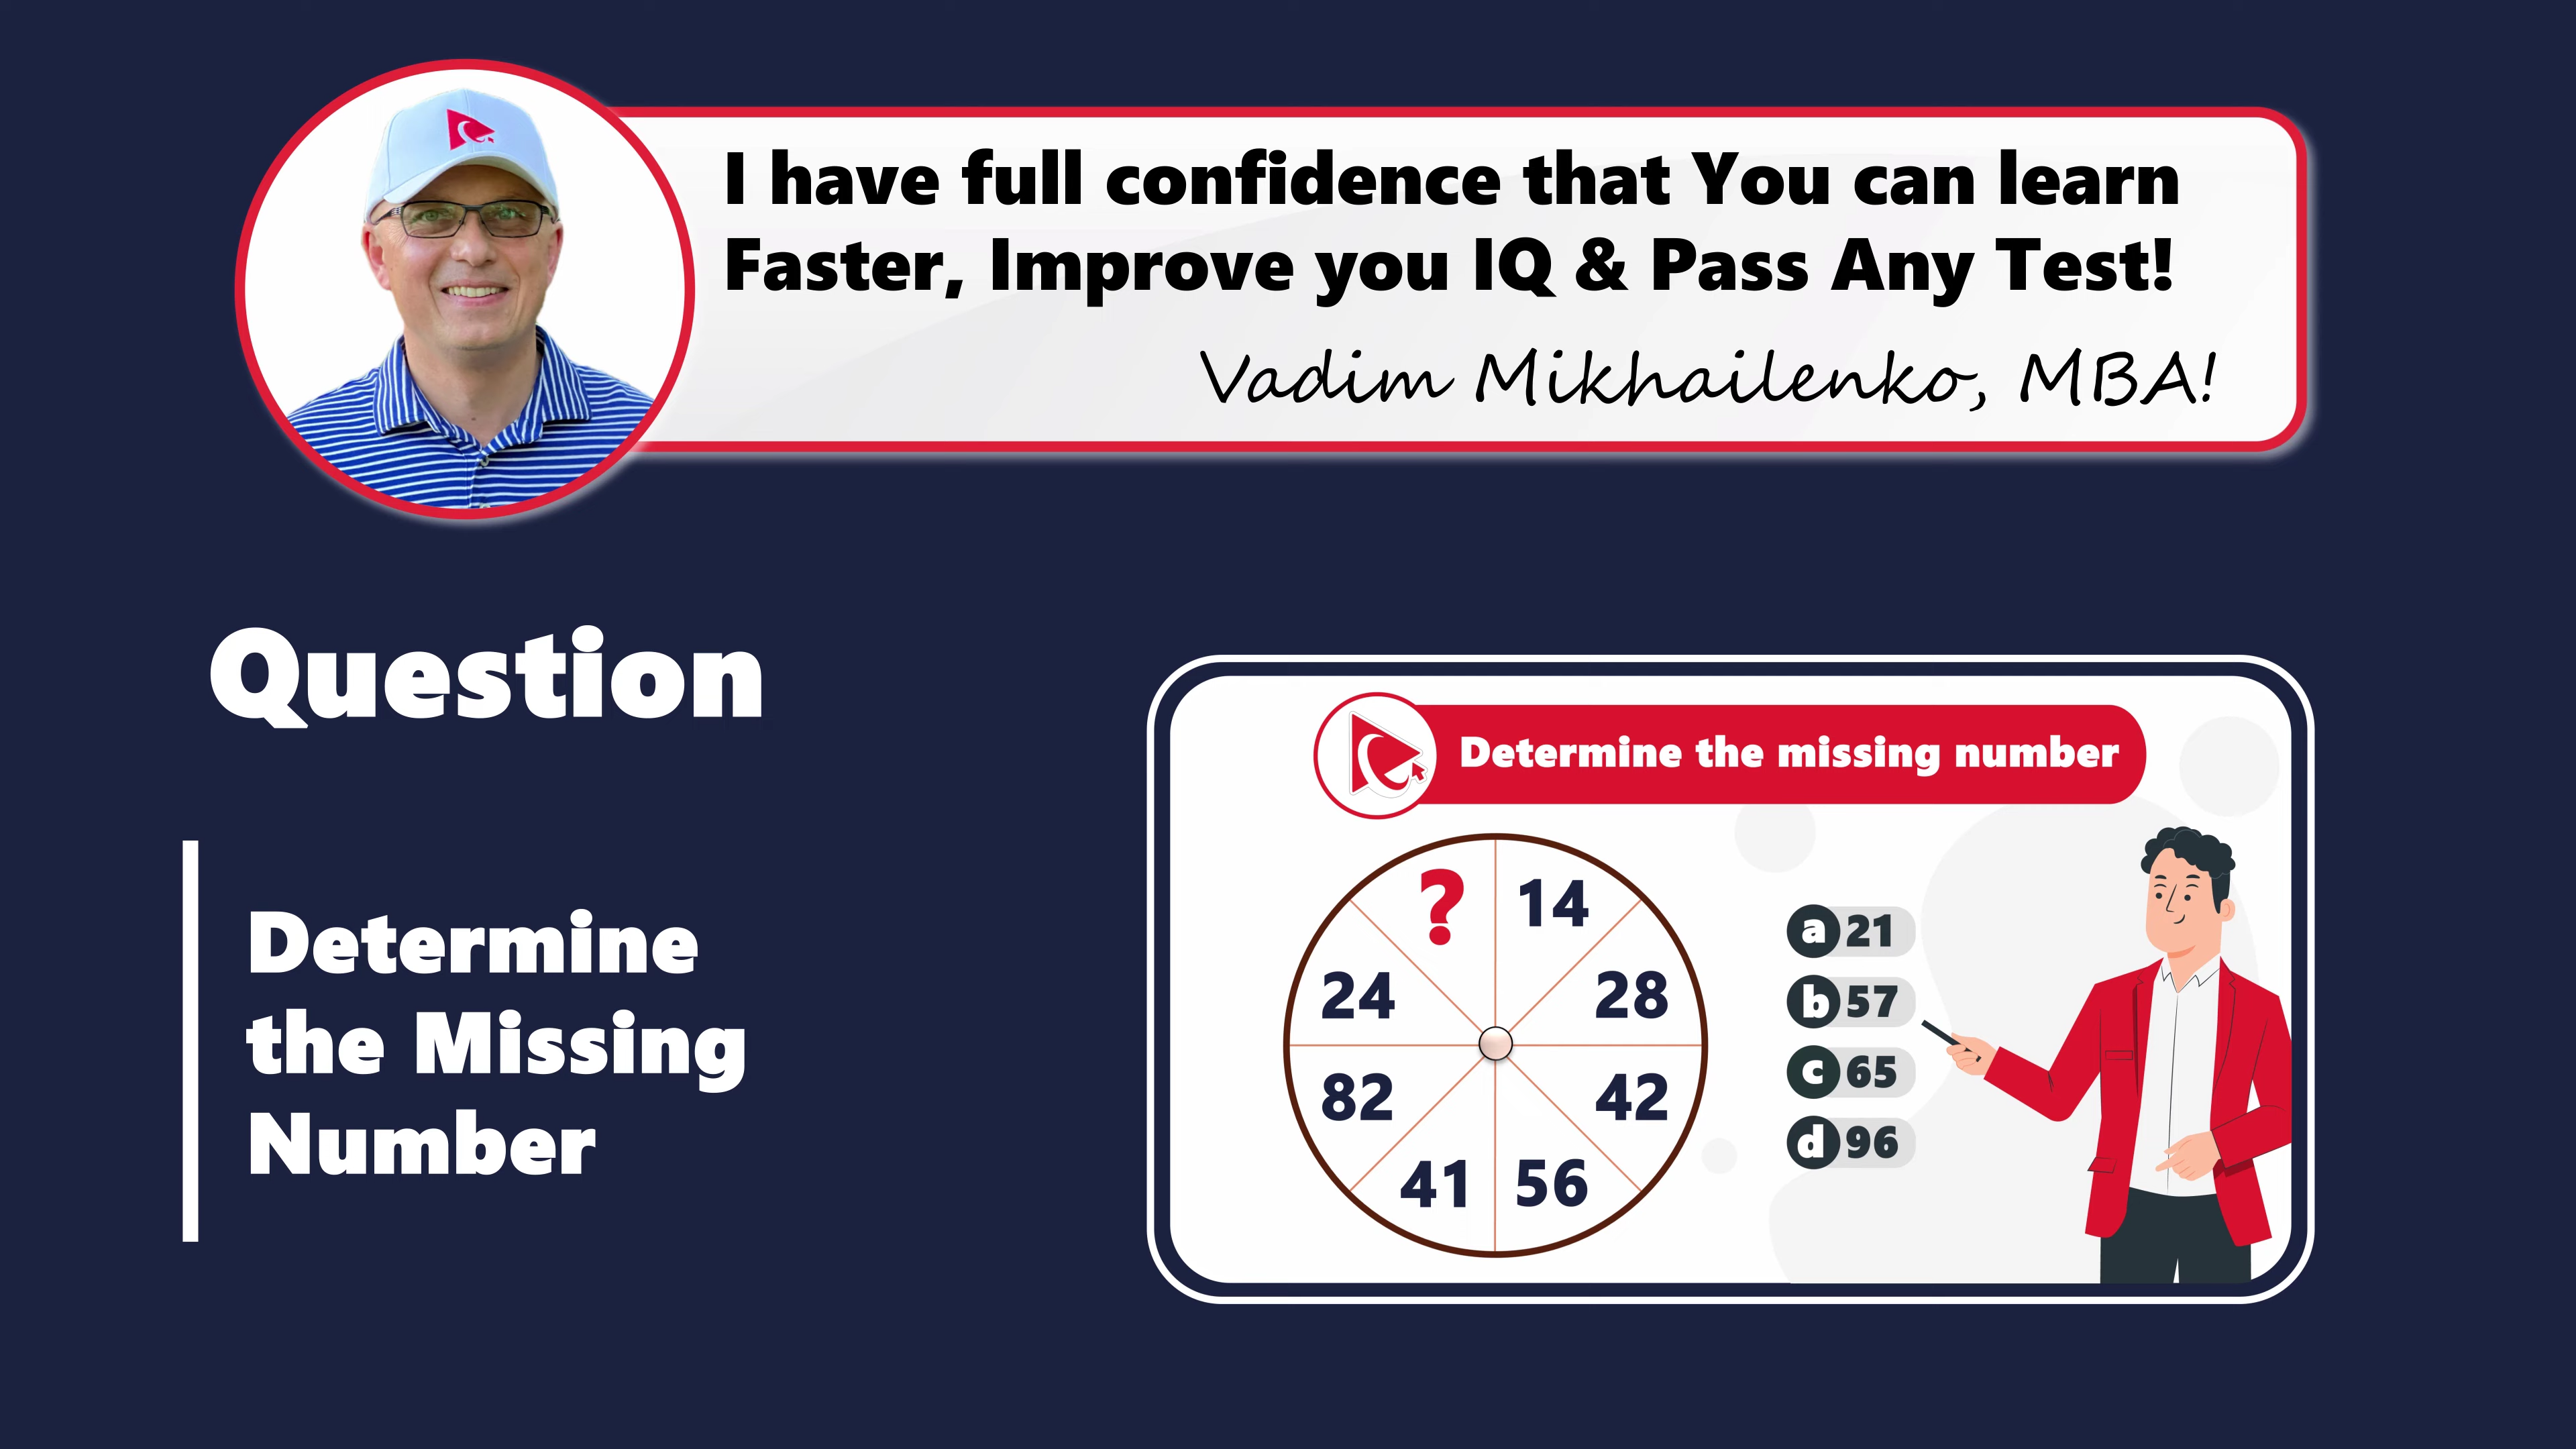 I have full confidence that You can learn
Faster, Improve you IQ & Pass Any Test!
Vadim Mikhailenko, MBA!
Question
Determine
the Missing
Number
Determine the missing number
? 14
24 28
82 42
41 56
a 21
b 57
c 65
d 96